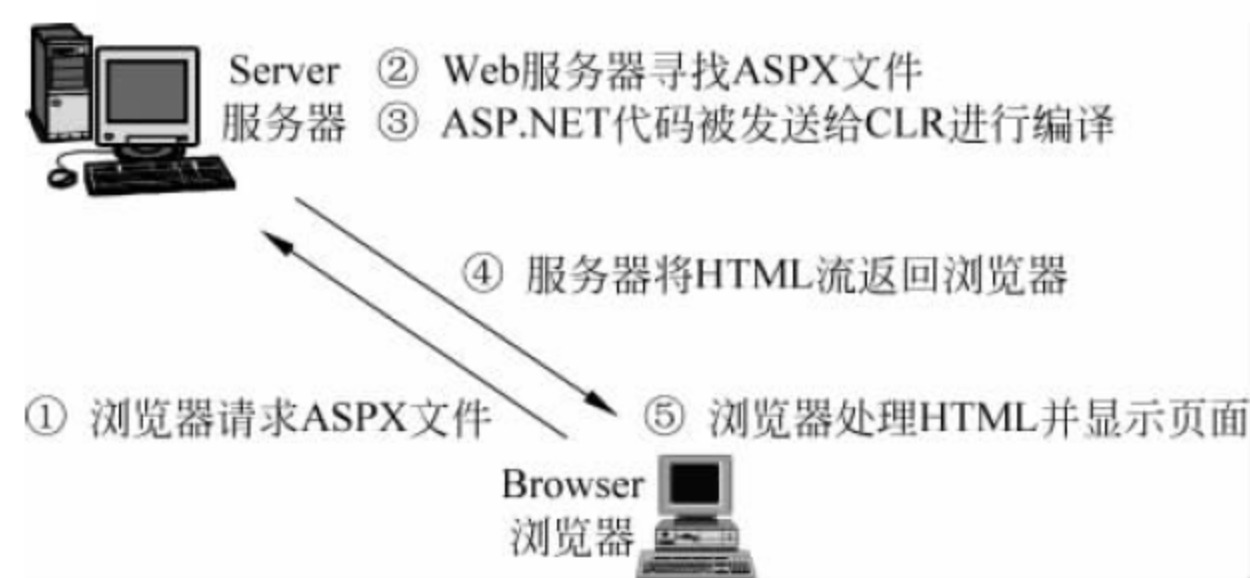 Server ② Web服务器寻找ASPX文件
服务器 ③ ASP.NET代码被发送给CLR进行编译
④ 服务器将HTML流返回浏览器
① 浏览器请求ASPX文件
⑤ 浏览器处理HTML并显示页面
Browser
浏览器